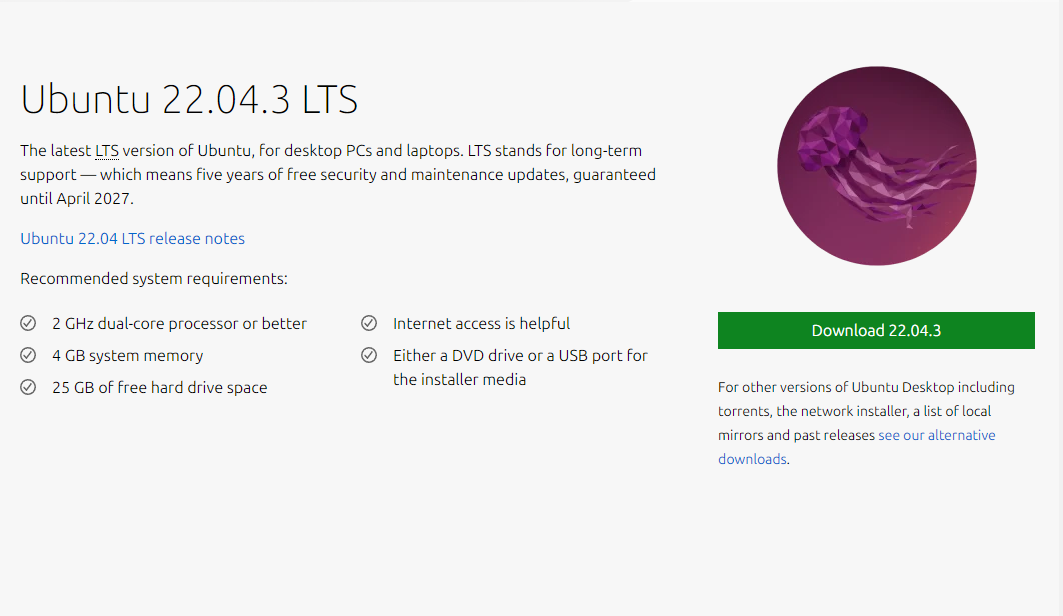 Ubuntu 22.04.3 LTS
The latest LTS version of Ubuntu, for desktop PCs and laptops. LTS stands for long-term
support — which means five years of free security and maintenance updates, guaranteed
until April 2027.
Ubuntu 22.04 LTS release notes
Recommended system requirements:
2 GHz dual-core processor or better
4 GB system memory
25 GB of free hard drive space
Internet access is helpful
Either a DVD drive or a USB port for
the installer media
Download 22.04.3
For other versions of Ubuntu Desktop including
torrents, the network installer, a list of local
mirrors and past releases see our alternative
downloads.